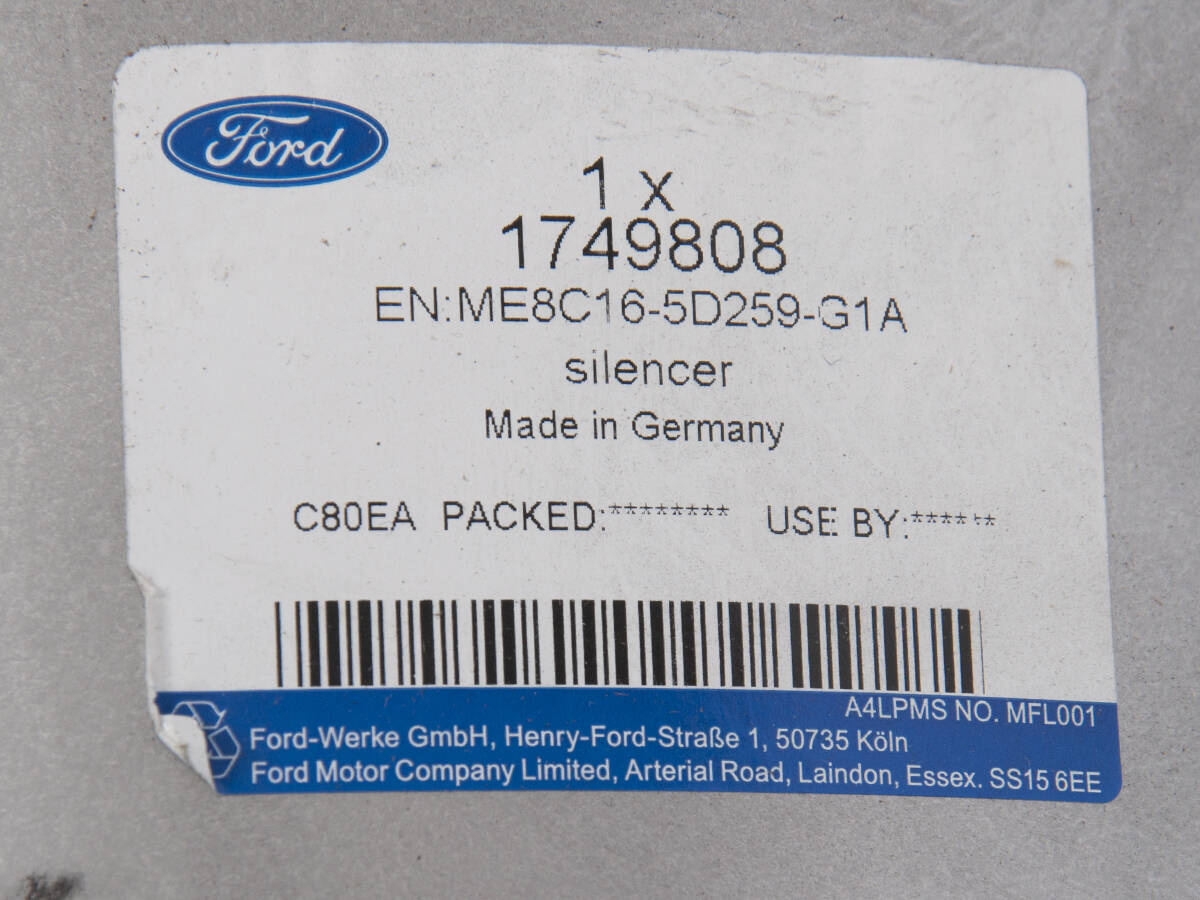 Ford
1 x
1749808
EN:ME8C16-5D259-G1A
silencer
Made in Germany
C80EA PACKED:******** USE BY:******
A4LPMS NO. MFL001
Ford-Werke GmbH, Henry-Ford-Straße 1, 50735 Köln
Ford Motor Company Limited, Arterial Road, Laindon, Essex. SS15 6EE